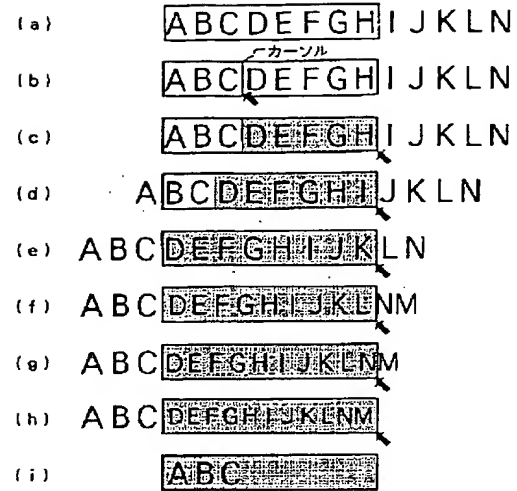 (a) ABCDEFGHIJKLN
カーソル
(b) ABCDEFGHIJKLN
(c) ABCDEFGHIJKLN
(d) ABCDEFGHIJKLN
(e) ABCDEFGHIJKLN
(f) ABCDEFGHIJKLNM
(g) ABCDEFGHIJKLNM
(h) ABCDEFGHIJKLNM
(i) ABC